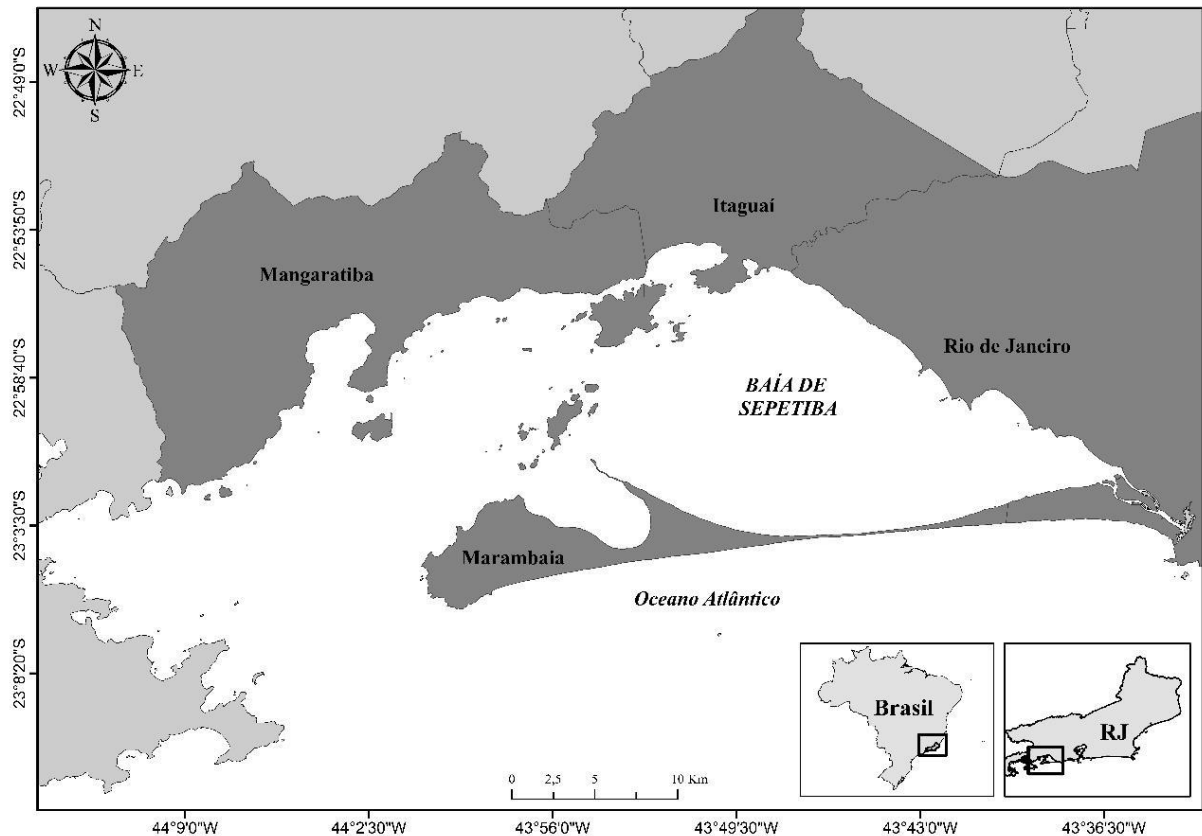 N
W E
S
22°49'0"S
22°53'50"S
22°58'40"S
23°3'30"S
23°8'20"S
Itaguaí
Mangaratiba
Rio de Janeiro
BAÍA DE
SEPETIBA
Marambaia
Oceano Atlântico
Brasil
RJ
0 2,5 5 10 Km
44°9'0"W 44°2'30"W 43°56'0"W 43°49'30"W 43°43'0"W 43°36'30"W